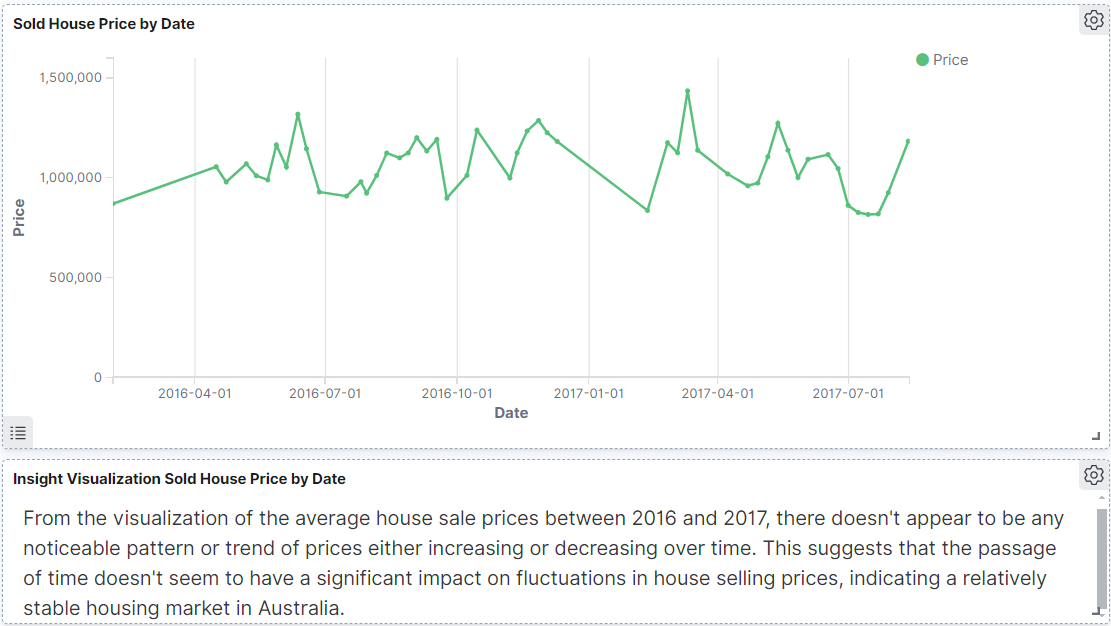 Sold House Price by Date
Price
1,500,000
1,000,000
500,000
0
Price
2016-04-01 2016-07-01 2016-10-01 2017-01-01 2017-04-01 2017-07-01
Date
Insight Visualization Sold House Price by Date
From the visualization of the average house sale prices between 2016 and 2017, there doesn't appear to be any
noticeable pattern or trend of prices either increasing or decreasing over time. This suggests that the passage
of time doesn't seem to have a significant impact on fluctuations in house selling prices, indicating a relatively
stable housing market in Australia.